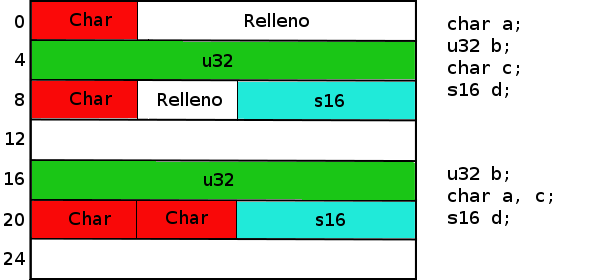 0 Char Relleno char a;
4 u32 u32 b;
8 Char Relleno s16 char c;
s16 d;
12
16 u32 u32 b;
20 Char Char s16 char a, c;
s16 d;
24